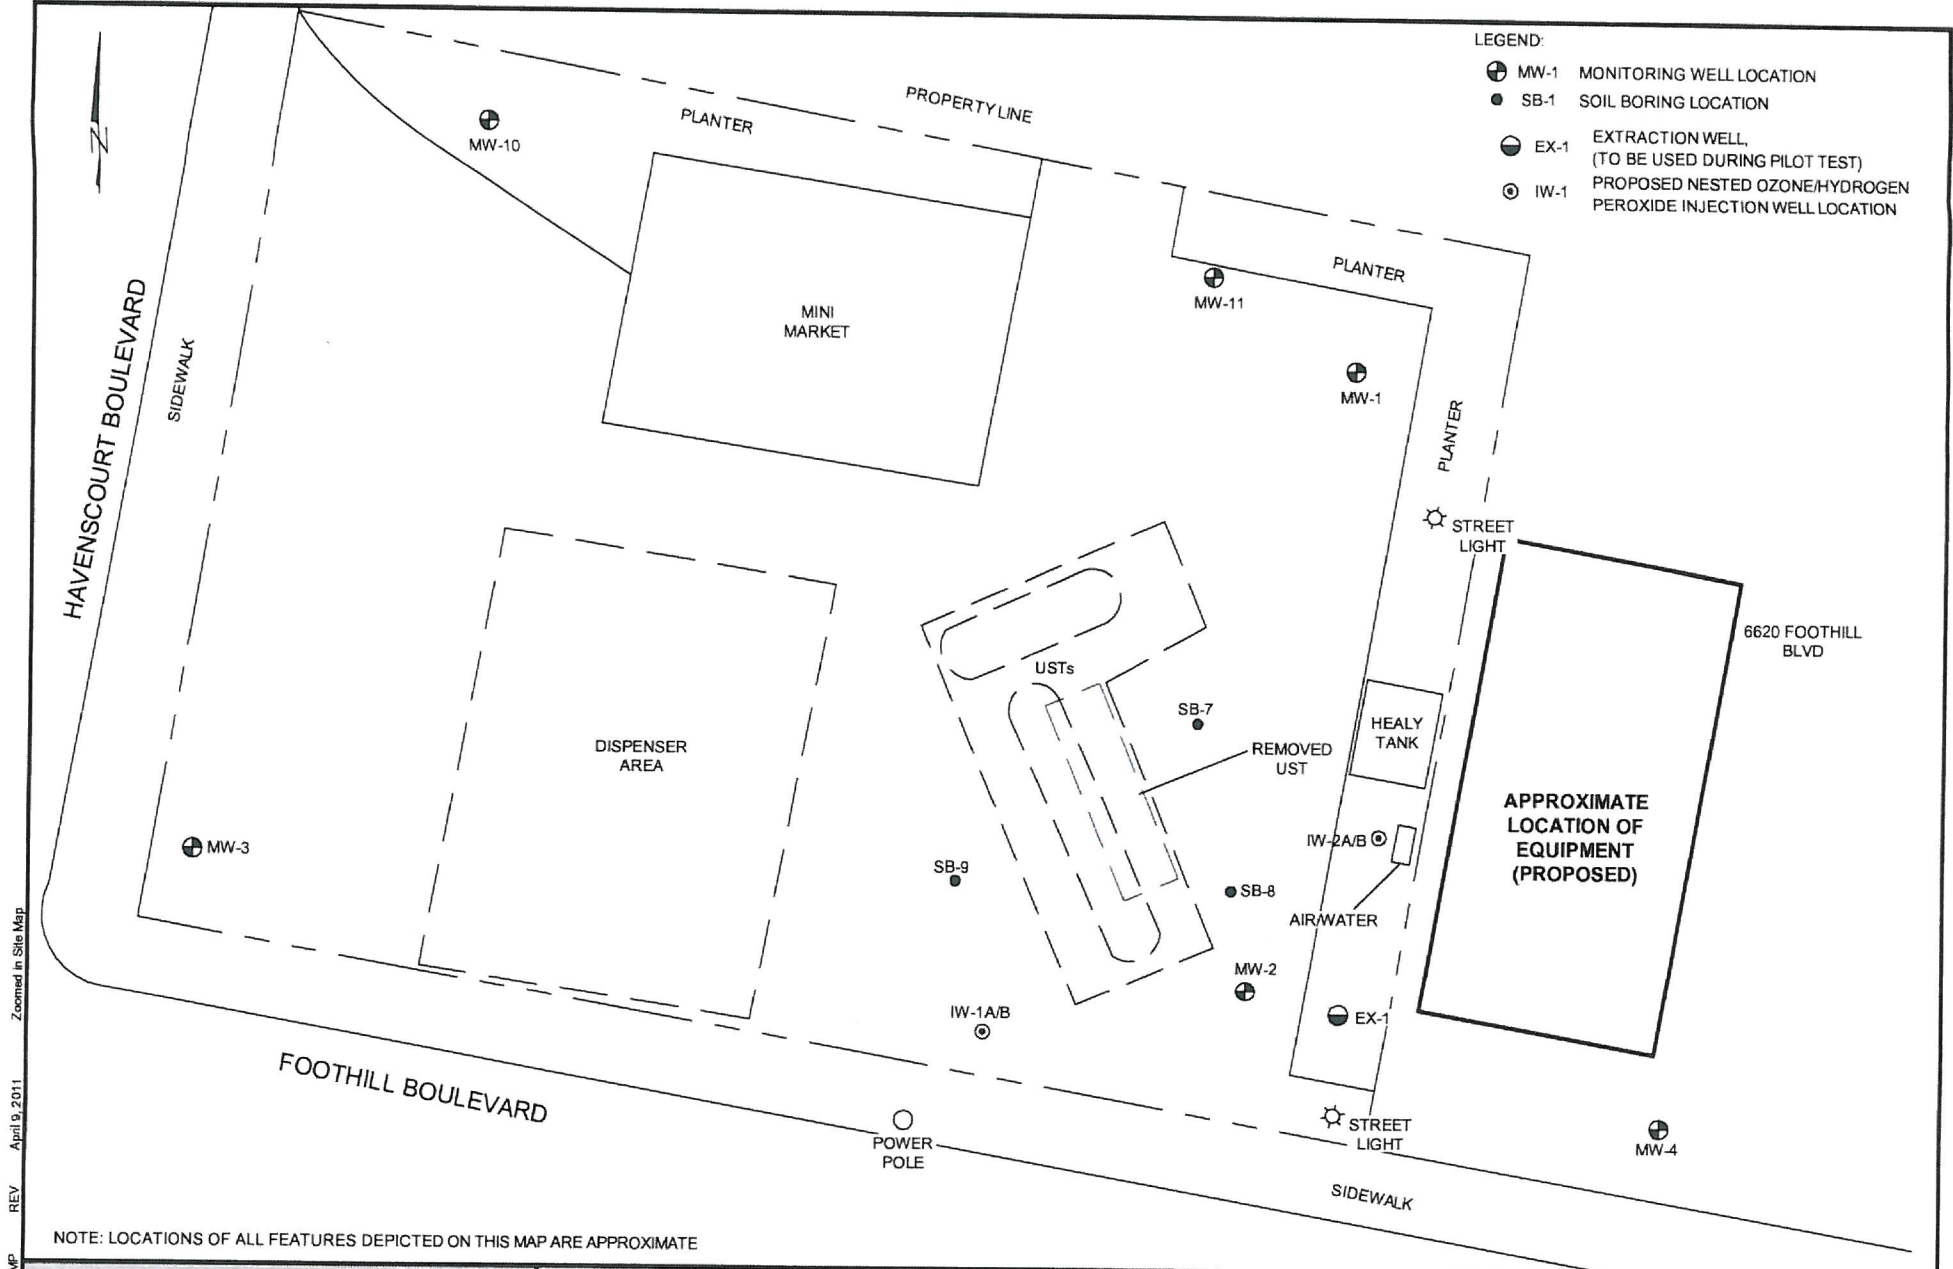 LEGEND:
MW-1 MONITORING WELL LOCATION
SB-1 SOIL BORING LOCATION
EX-1 EXTRACTION WELL,
(TO BE USED DURING PILOT TEST)
IW-1 PROPOSED NESTED OZONE/HYDROGEN
PEROXIDE INJECTION WELL LOCATION
N
PROPERTY LINE
PLANTER
MW-10
PLANTER
MW-11
MINI
MARKET
MW-1
PLANTER
HAVENSCOURT BOULEVARD
SIDEWALK
STREET
LIGHT
6620 FOOTHILL
BLVD
USTs
SB-7
HEALY
TANK
REMOVED
UST
DISPENSER
AREA
APPROXIMATE
LOCATION OF
EQUIPMENT
(PROPOSED)
IW-2A/B
MW-3
SB-9
SB-8
AIR/WATER
MW-2
IW-1A/B
EX-1
FOOTHILL BOULEVARD
POWER
POLE
STREET
LIGHT
MW-4
SIDEWALK
NOTE: LOCATIONS OF ALL FEATURES DEPICTED ON THIS MAP ARE APPROXIMATE
MP REV April 9, 2011 Zoomed in Site Map